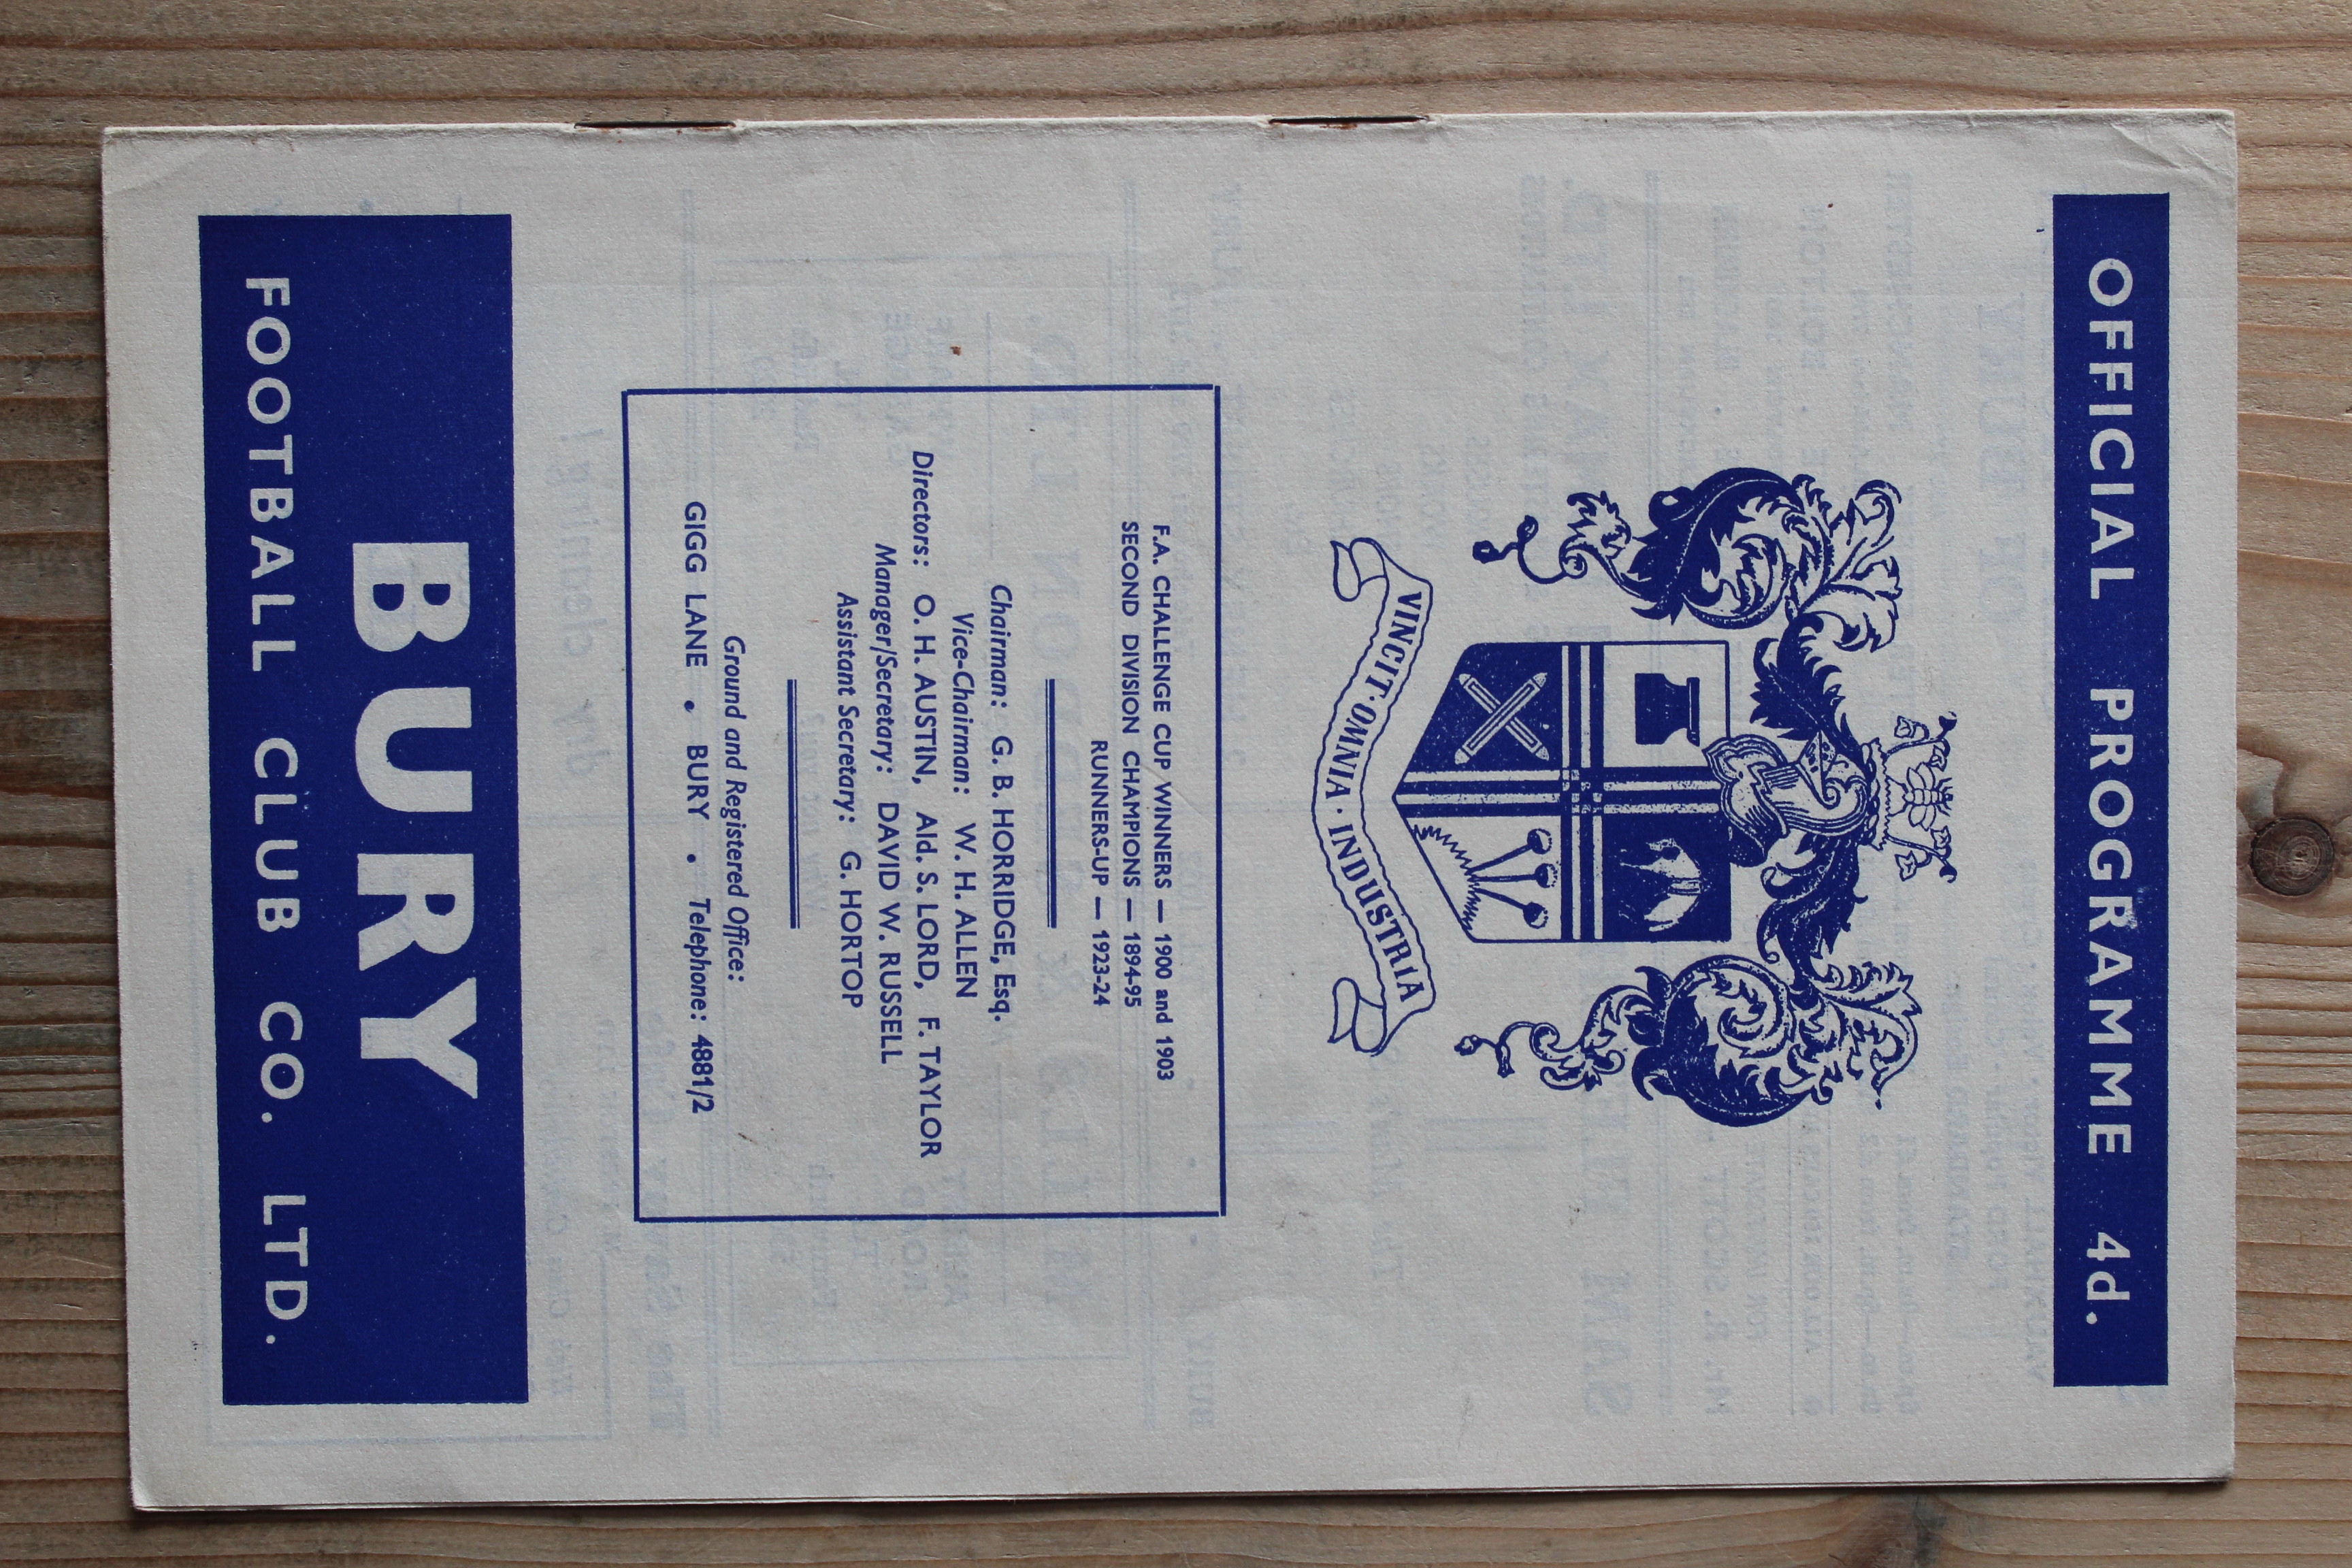 OFFICIAL PROGRAMME 4d.
VINCIT · OMNIA · INDUSTRIA
F.A. CHALLENGE CUP WINNERS — 1900 and 1903
SECOND DIVISION CHAMPIONS — 1894-95
RUNNERS-UP — 1923-24
Chairman: G. B. HORRIDGE, Esq.
Vice-Chairman: W. H. ALLEN
Directors: O. H. AUSTIN, Ald. S. LORD, F. TAYLOR
Manager/Secretary: DAVID W. RUSSELL
Assistant Secretary: G. HORTOP
Ground and Registered Office:
GIGG LANE • BURY • Telephone: 4881/2
BURY
FOOTBALL CLUB CO. LTD.